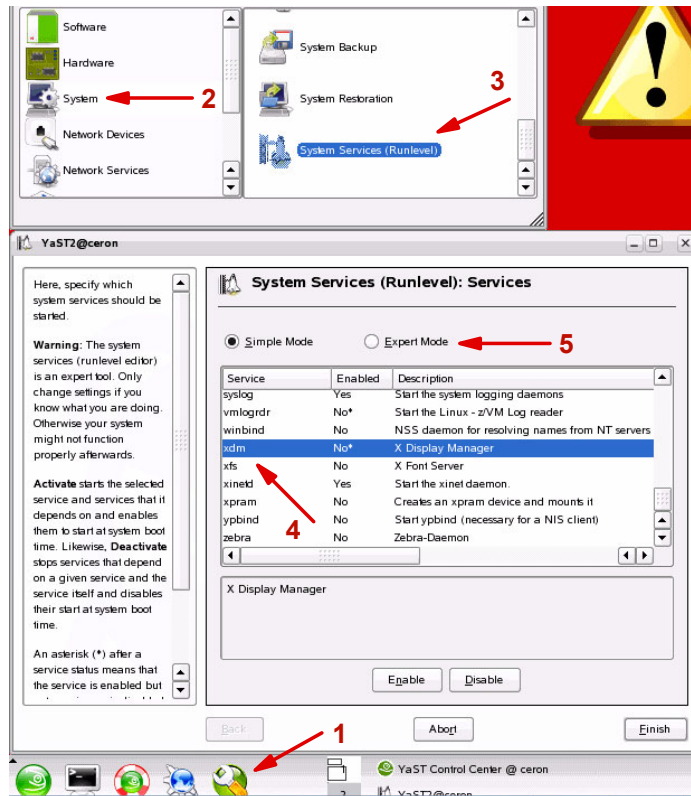 Software
Hardware
System
2
Network Devices
Network Services
System Backup
System Restoration
3
System Services (Runlevel)
YaST2@ceron
Here, specify which
system services should be
started.
Warning: The system
services (runlevel editor)
is an expert tool. Only
change settings if you
know what you are doing.
Otherwise your system
might not function
properly afterwards.
Activate starts the selected
service and services that it
depends on and enables
them to start at system boot
time. Likewise, Deactivate
stops services that depend
on a given service and the
service itself and disables
their start at system boot
time.
An asterisk (*) after a
service status means that
the service is enabled but
System Services (Runlevel): Services
Simple Mode
Expert Mode
5
Service Enabled Description
syslog Yes Start the system logging daemons
vmlogrdr No* Start the Linux - z/VM Log reader
winbind No NSS daemon for resolving names from NT servers
xdm No* X Display Manager
xfs No X Font Server
xinetd Yes Start the xinet daemon.
xpram No Creates an xpram device and mounts it
ypbind No Start ypbind (necessary for a NIS client)
zebra No Zebra-Daemon
4
X Display Manager
Enable Disable
Back Abort Finish
1
YaST Control Center @ ceron
2
YaST2@ceron